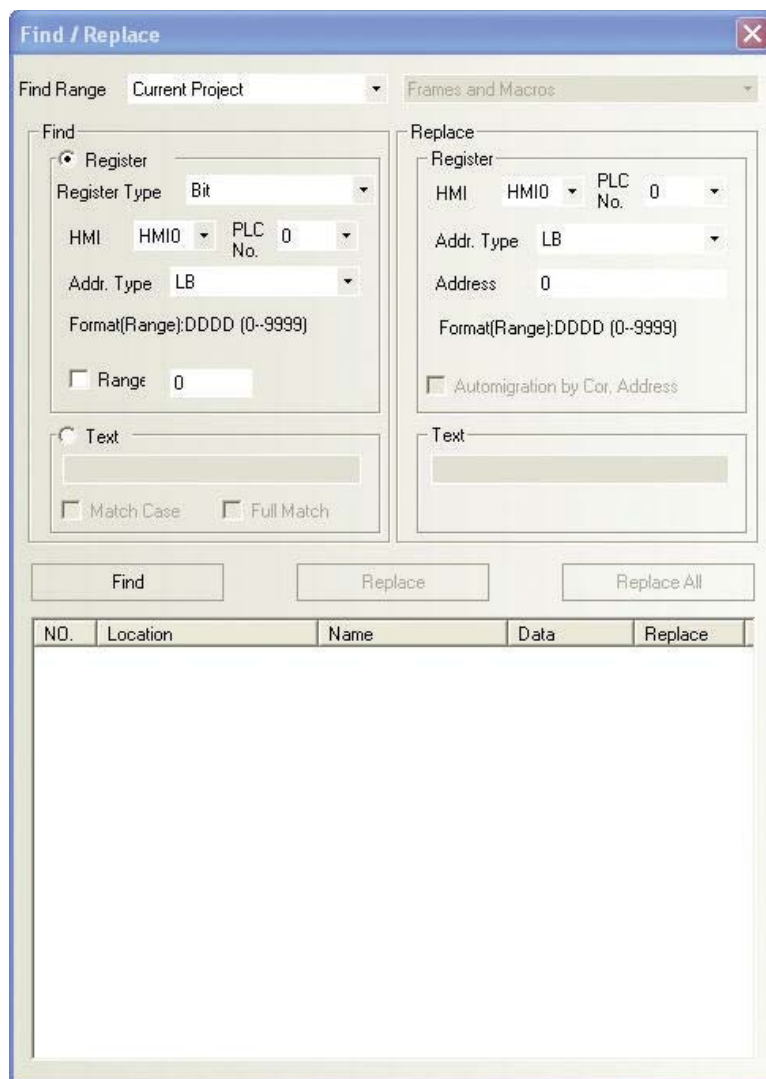 Find / Replace
Find Range Current Project Frames and Macros
Find
Register
Register Type Bit
HMI HMI0 PLC No. 0
Addr. Type LB
Format(Range):DDDD (0--9999)
Range 0
Text
Match Case Full Match
Replace
Register
HMI HMI0 PLC No. 0
Addr. Type LB
Address 0
Format(Range):DDDD (0--9999)
Automigration by Cor. Address
Text
Find Replace Replace All
NO. Location Name Data Replace